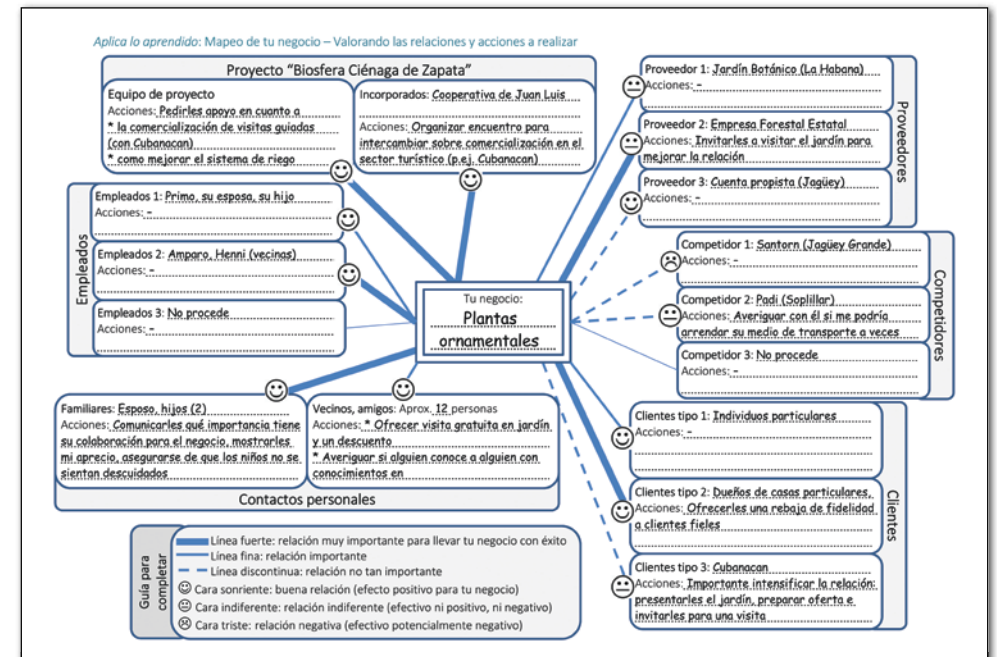 Aplica lo aprendido: Mapeo de tu negocio – Valorando las relaciones y acciones a realizar
Proyecto “Biosfera Ciénaga de Zapata”
Equipo de proyecto
Acciones: Pedirles apoyo en cuanto a
* la comercialización de visitas guiadas
(con Cubanacan)
* como mejorar el sistema de riego
Incorporados: Cooperativa de Juan Luis
Acciones: Organizar encuentro para
intercambiar sobre comercialización en el
sector turístico (p.ej. Cubanacan)
Proveedores
Proveedor 1: Jardín Botánico (La Habana)
Acciones: -
Proveedor 2: Empresa Forestal Estatal
Acciones: Invitarles a visitar el jardín para
mejorar la relación
Proveedor 3: Cuenta propista (Jagüey)
Acciones: -
Empleados
Empleados 1: Primo, su esposa, su hijo
Acciones: -
Empleados 2: Amparo, Henni (vecinas)
Acciones: -
Empleados 3: No procede
Acciones: -
Tu negocio:
Plantas
ornamentales
Competidores
Competidor 1: Santorn (Jagüey Grande)
Acciones: -
Competidor 2: Padi (Soplillar)
Acciones: Averiguar con él si me podría
arrendar su medio de transporte a veces
Competidor 3: No procede
Acciones: -
Familiares: Esposo, hijos (2)
Acciones: Comunicarles qué importancia tiene
su colaboración para el negocio, mostrarles
mi aprecio, asegurarse de que los niños no se
sientan descuidados
Vecinos, amigos: Aprox. 12 personas
Acciones: * Ofrecer visita gratuita en jardín
y un descuento
* Averiguar si alguien conoce a alguien con
conocimientos en
Contactos personales
Clientes
Clientes tipo 1: Individuos particulares
Acciones: -
Clientes tipo 2: Dueños de casas particulares,
Acciones: Ofrecerles una rebaja de fidelidad
a clientes fieles
Clientes tipo 3: Cubanacan
Acciones: Importante intensificar la relación:
presentarles el jardín, preparar oferta e
invitarles para una visita
Guía para
completar
Línea fuerte: relación muy importante para llevar tu negocio con éxito
Línea fina: relación importante
Linea discontinua: relación no tan importante
Cara sonriente: buena relación (efecto positivo para tu negocio)
Cara indiferente: relación indiferente (efectivo ni positivo, ni negativo)
Cara triste: relación negativa (efectivo potencialmente negativo)